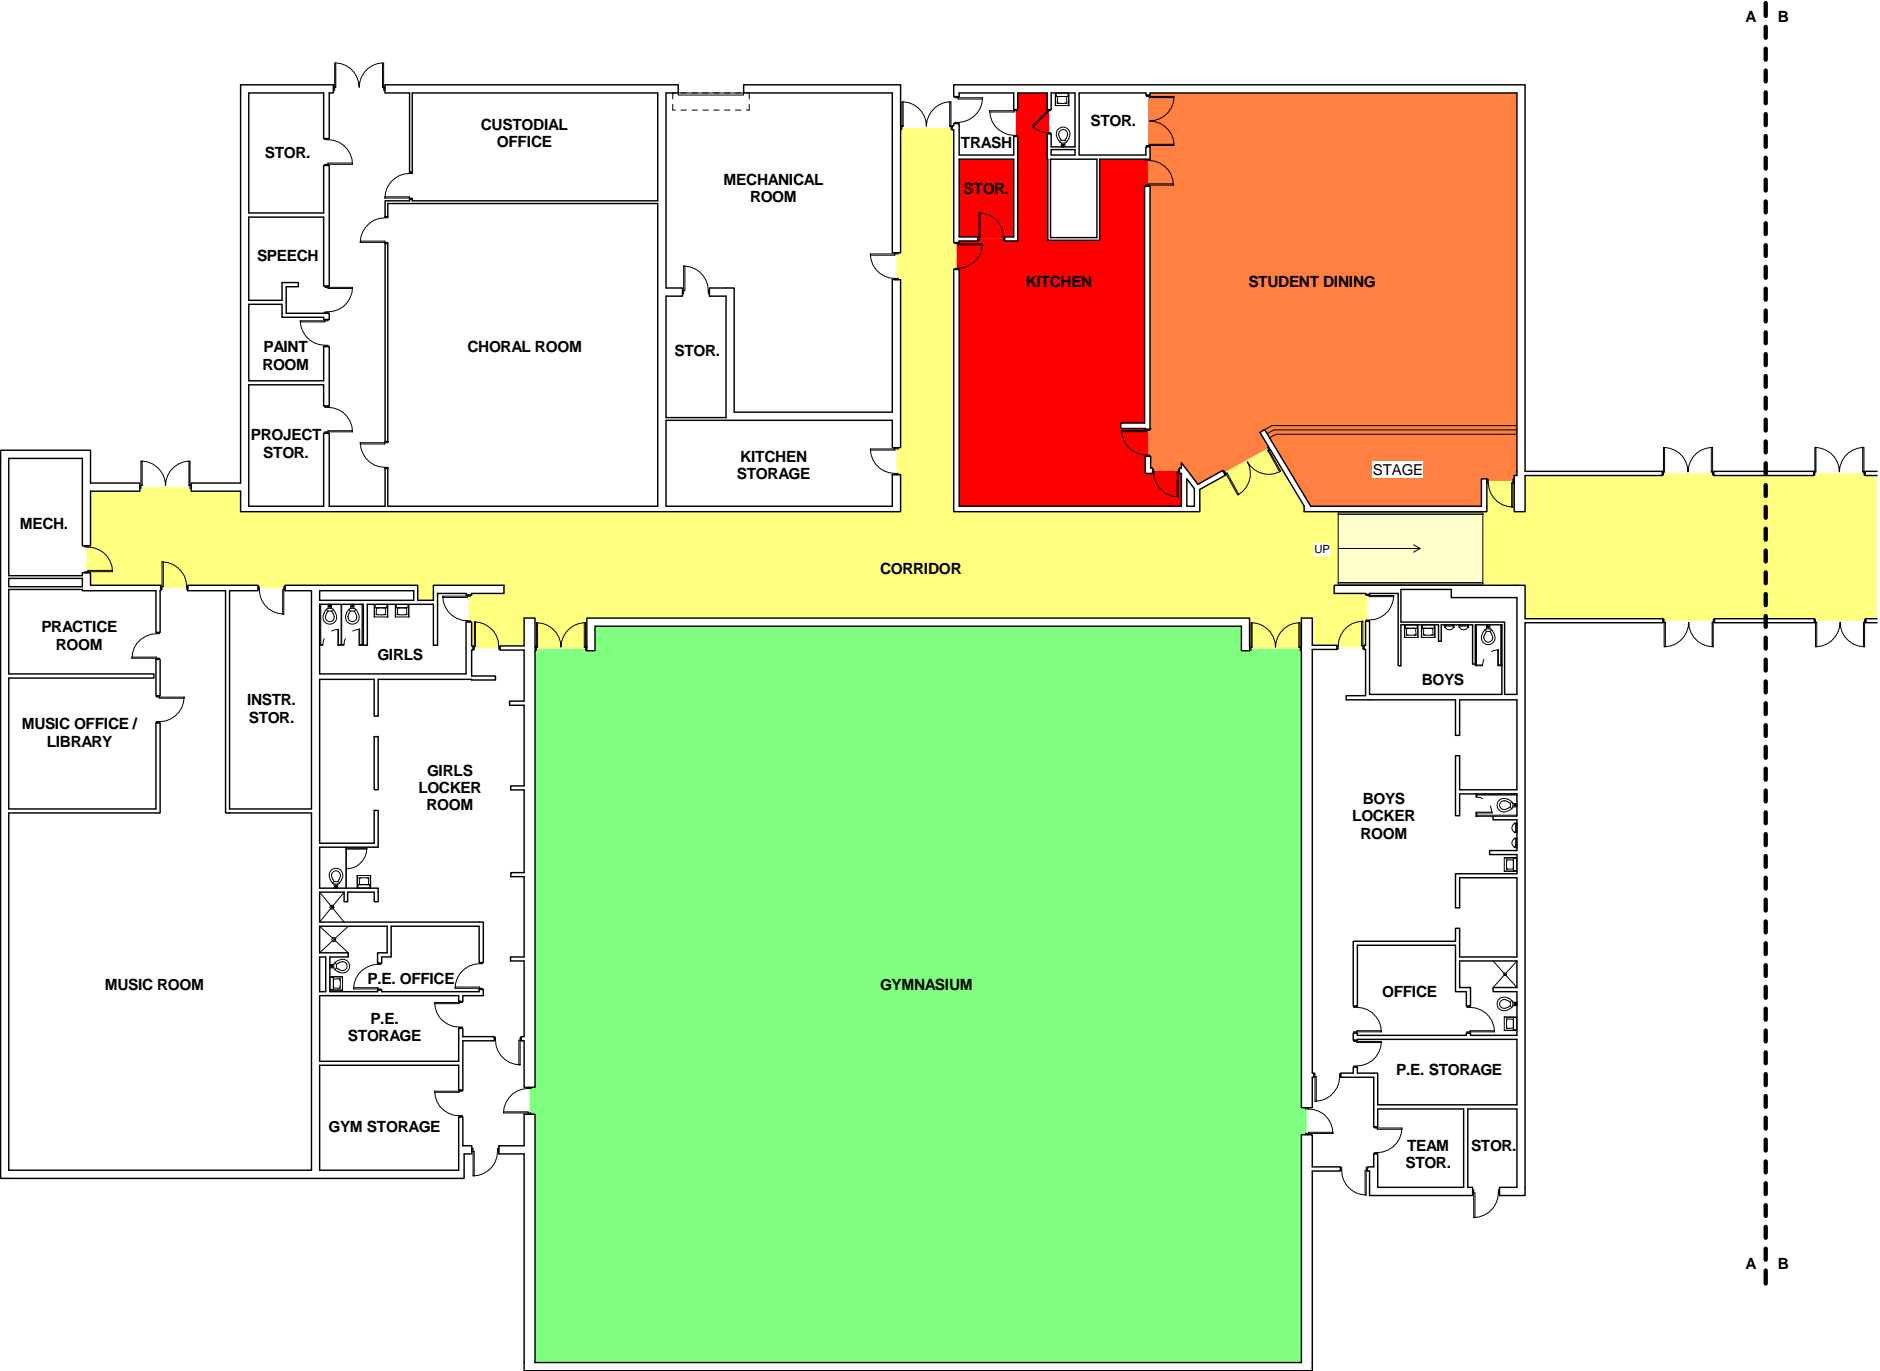 A B
CUSTODIAL
OFFICE
STOR.
STOR.
TRASH
MECHANICAL
ROOM
STOR.
SPEECH
KITCHEN
STUDENT DINING
PAINT
ROOM
CHORAL ROOM
STOR.
PROJECT
STOR.
KITCHEN
STORAGE
STAGE
MECH.
UP
CORRIDOR
PRACTICE
ROOM
GIRLS
BOYS
INSTR.
STOR.
MUSIC OFFICE /
LIBRARY
GIRLS
LOCKER
ROOM
BOYS
LOCKER
ROOM
MUSIC ROOM
P.E. OFFICE
GYMNASIUM
OFFICE
P.E.
STORAGE
P.E. STORAGE
GYM STORAGE
TEAM
STOR.
STOR.
A B